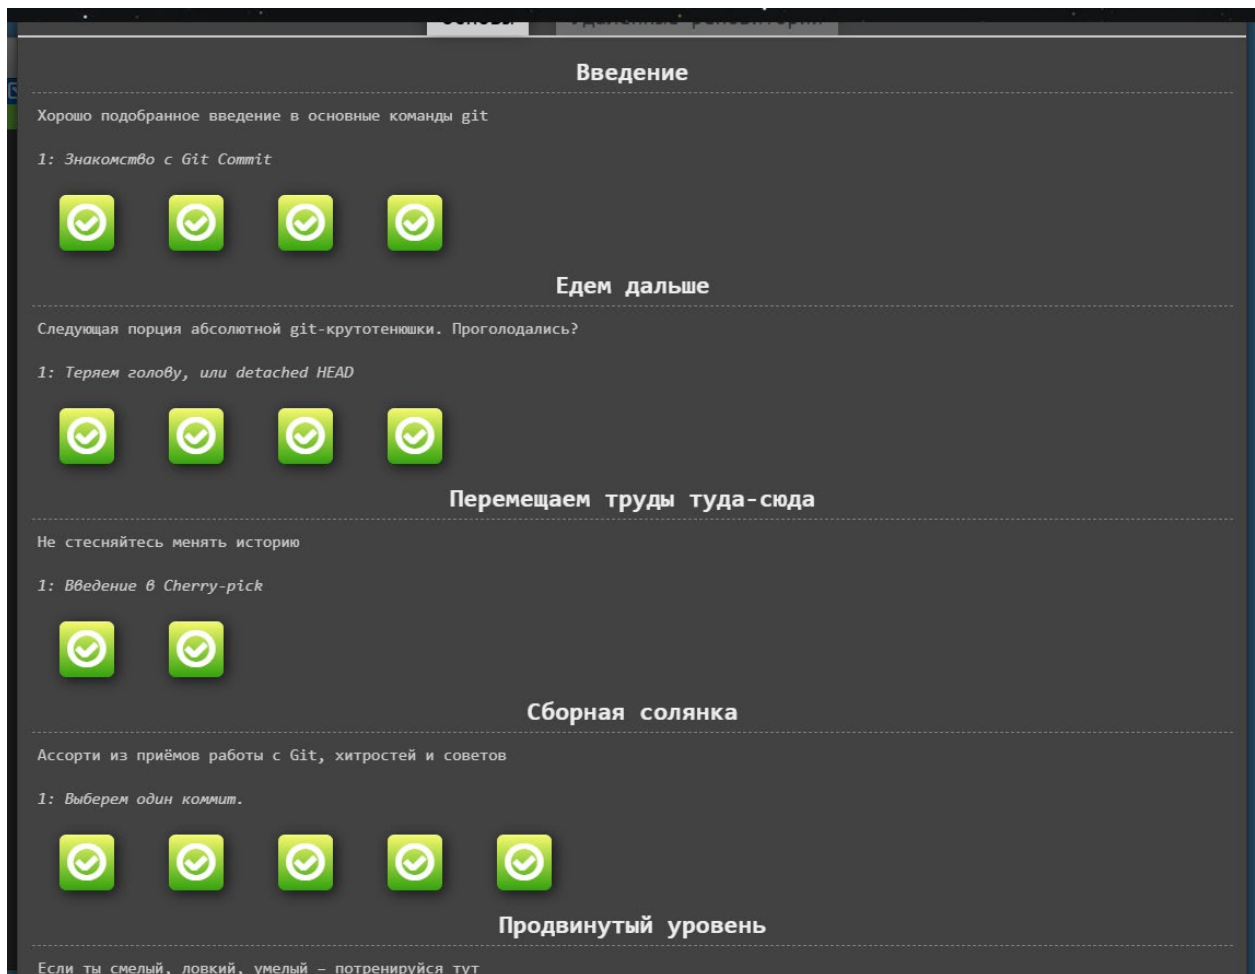 Введение
Хорошо подобранное введение в основные команды git
1: Знакомство с Git Commit
Едем дальше
Следующая порция абсолютной git-крутотенюшки. Проголодались?
1: Теряем голову, или detached HEAD
Перемещаем труды туда-сюда
Не стесняйтесь менять историю
1: Введение в Cherry-pick
Сборная солянка
Ассорти из приёмов работы с Git, хитростей и советов
1: Выберем один коммит.
Продвинутый уровень
Если ты смелый, ловкий, умелый – потренируйся тут